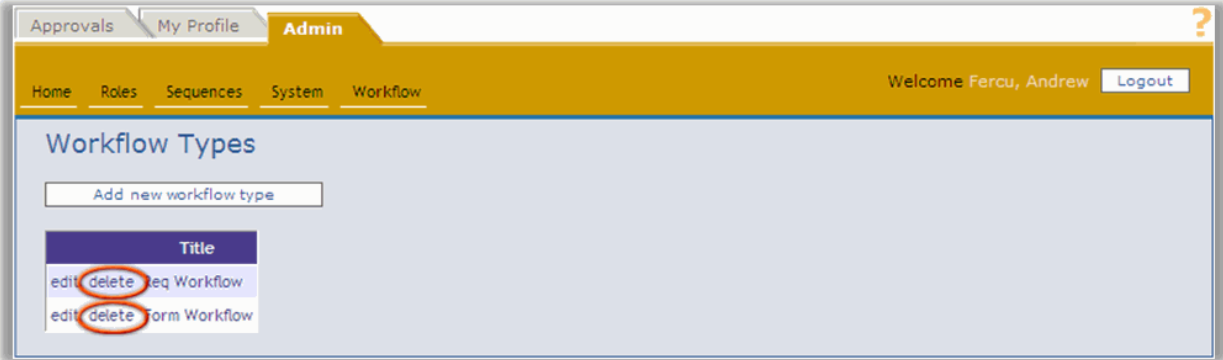 Approvals My Profile Admin ?
Home Roles Sequences System Workflow Welcome Fercu, Andrew Logout
Workflow Types
Add new workflow type
Title
edit delete Req Workflow
edit delete Form Workflow